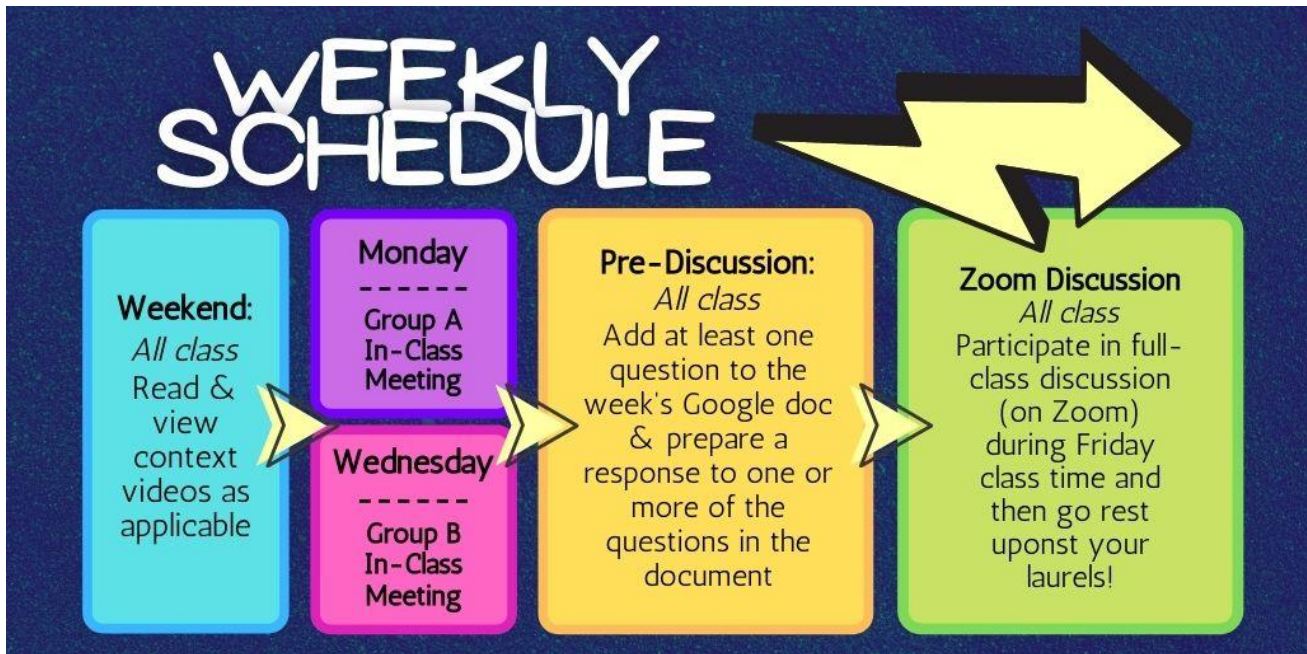 WEEKLY
SCHEDULE
Weekend:
All class
Read &
view
context
videos as
applicable
Monday
------
Group A
In-Class
Meeting
Wednesday
------
Group B
In-Class
Meeting
Pre-Discussion:
All class
Add at least one
question to the
week's Google doc
& prepare a
response to one or
more of the
questions in the
document
Zoom Discussion
All class
Participate in full-
class discussion
(on Zoom)
during Friday
class time and
then go rest
uponst your
laurels!